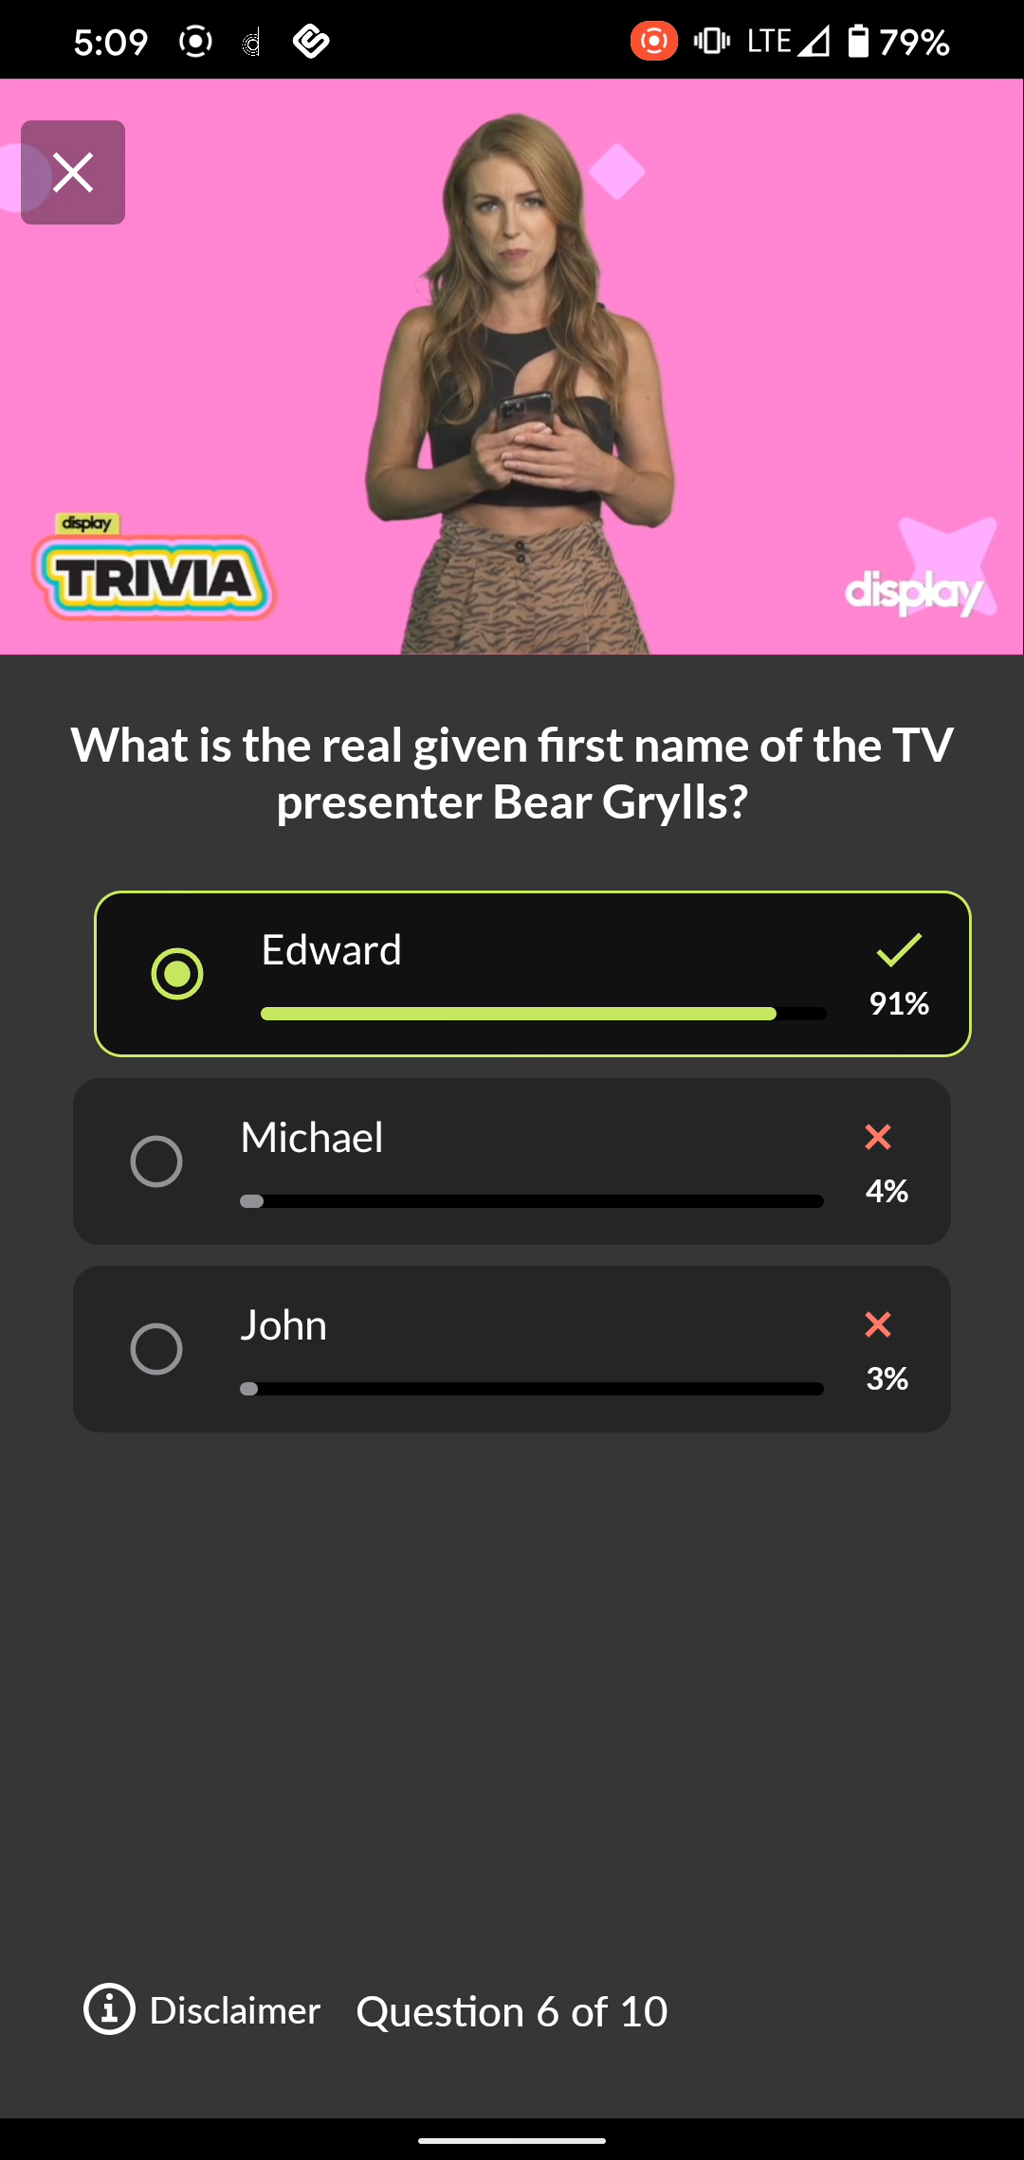 5:09
LTE
79%
display
TRIVIA
display
What is the real given first name of the TV
presenter Bear Grylls?
Edward
91%
Michael
4%
John
3%
Disclaimer
Question 6 of 10